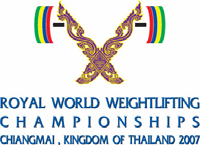 ROYAL WORLD WEIGHTLIFTING
CHAMPIONSHIPS
CHIANGMAI , KINGDOM OF THAILAND 2007